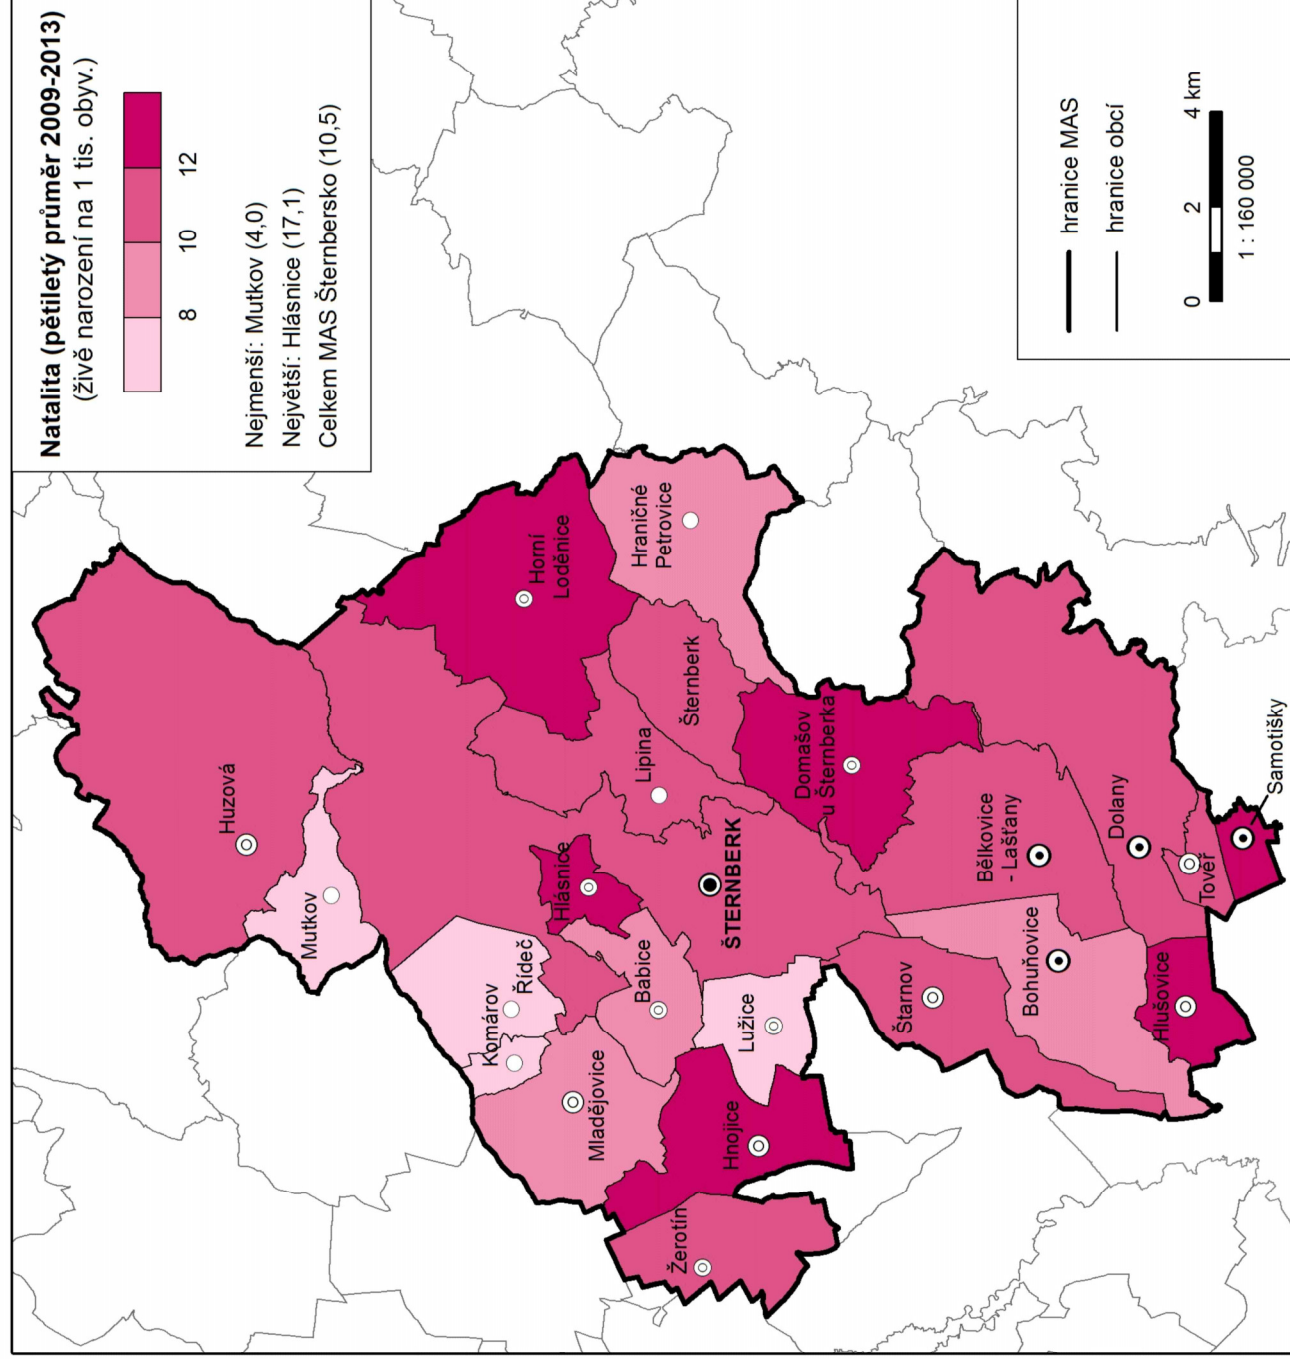 Natalita (pětiletý průměr 2009-2013)
(živě narození na 1 tis. obyv.)
8 10 12
Nejmenší: Mutkov (4,0)
Největší: Hlásnice (17,1)
Celkem MAS Šternbersko (10,5)
Huzová
Mutkov
Horní
Loděnice
Hraničné
Petrovice
Šternberk
Lipina
Hlásnice
ŠTERNBERK
Řídeč
Komárov
Babice
Mladějovice
Lužice
Hnojice
Žerotín
Domašov
u Šternberka
Bělkovice
- Lašťany
Dolany
Tovéř
Samotišky
Štarnov
Bohuňovice
Hlušovice
hranice MAS
hranice obcí
0 2 4 km
1 : 160 000